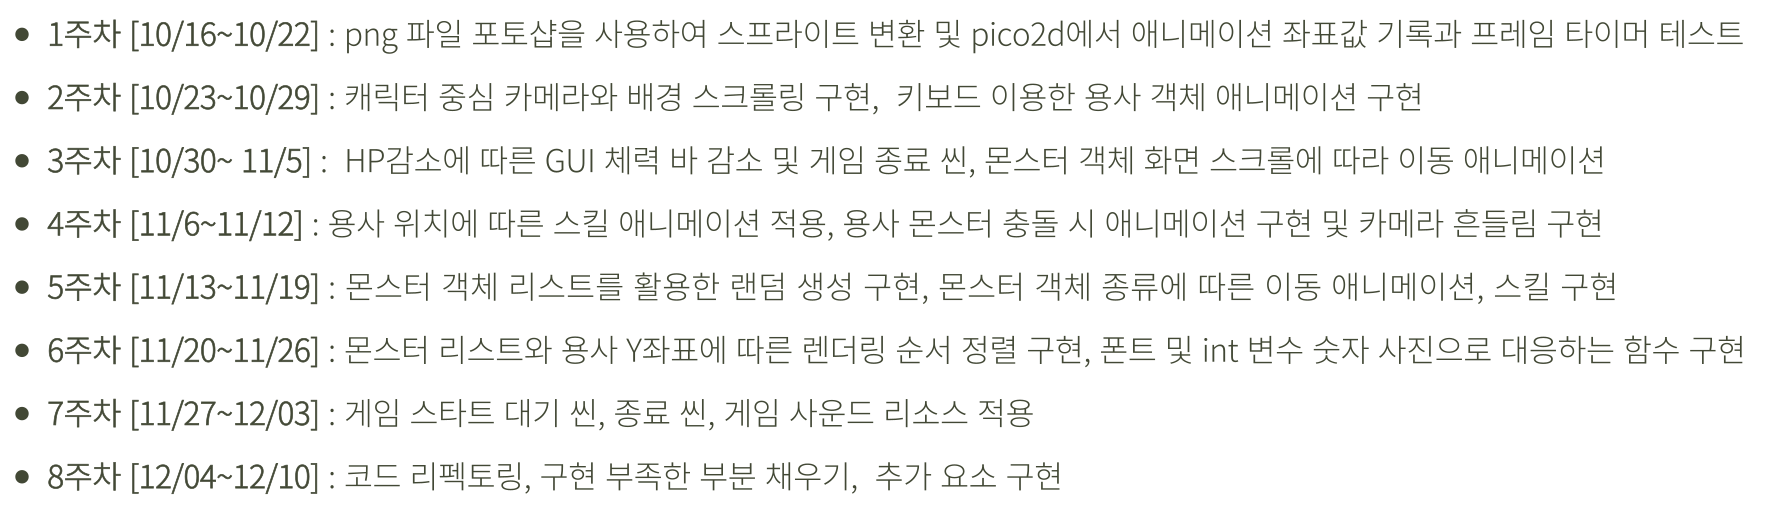 • 1주차 [10/16~10/22] : png 파일 포토샵을 사용하여 스프라이트 변환 및 pico2d에서 애니메이션 좌표값 기록과 프레임 타이머 테스트
• 2주차 [10/23~10/29] : 캐릭터 중심 카메라와 배경 스크롤링 구현,  키보드 이용한 용사 객체 애니메이션 구현
• 3주차 [10/30~ 11/5] :  HP감소에 따른 GUI 체력 바 감소 및 게임 종료 씬, 몬스터 객체 화면 스크롤에 따라 이동 애니메이션
• 4주차 [11/6~11/12] : 용사 위치에 따른 스킬 애니메이션 적용, 용사 몬스터 충돌 시 애니메이션 구현 및 카메라 흔들림 구현
• 5주차 [11/13~11/19] : 몬스터 객체 리스트를 활용한 랜덤 생성 구현, 몬스터 객체 종류에 따른 이동 애니메이션, 스킬 구현
• 6주차 [11/20~11/26] : 몬스터 리스트와 용사 Y좌표에 따른 렌더링 순서 정렬 구현, 폰트 및 int 변수 숫자 사진으로 대응하는 함수 구현
• 7주차 [11/27~12/03] : 게임 스타트 대기 씬, 종료 씬, 게임 사운드 리소스 적용
• 8주차 [12/04~12/10] : 코드 리펙토링, 구현 부족한 부분 채우기,  추가 요소 구현